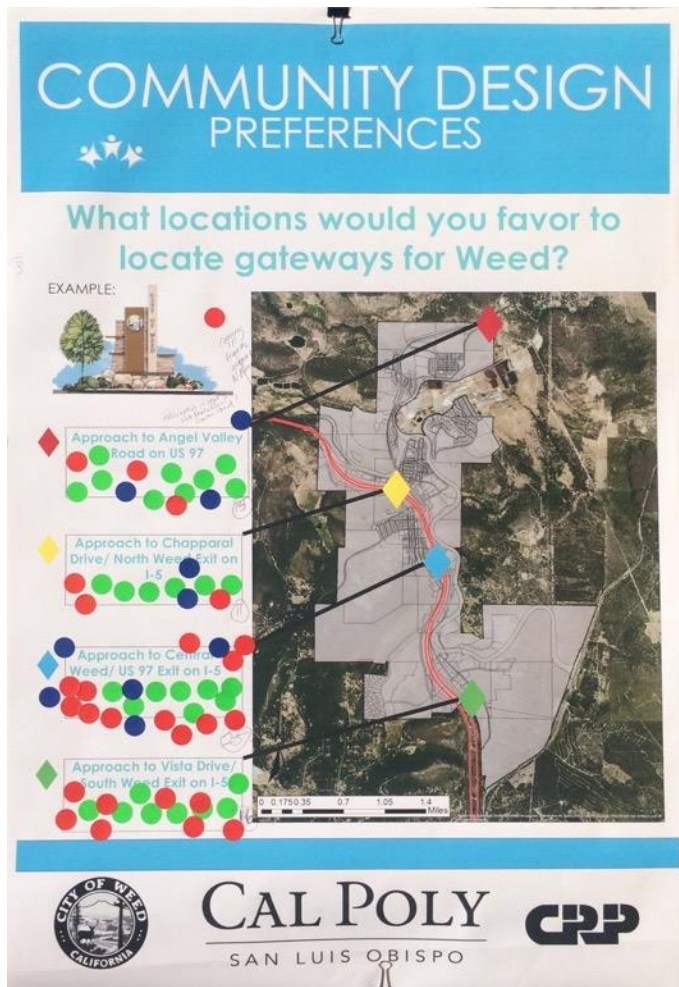 COMMUNITY DESIGN
PREFERENCES
What locations would you favor to
locate gateways for Weed?
EXAMPLE:
Approach to Angel Valley
Road on US 97
Approach to Chapparal
Drive/ North Weed Exit on
I-5
Approach to Central
Weed/ US 97 Exit on I-5
Approach to Vista Drive/
South Weed Exit on I-5
0 0.175 0.35 0.7 1.05 1.4
Miles
CITY OF WEED
CALIFORNIA
CAL POLY
SAN LUIS OBISPO
CRP